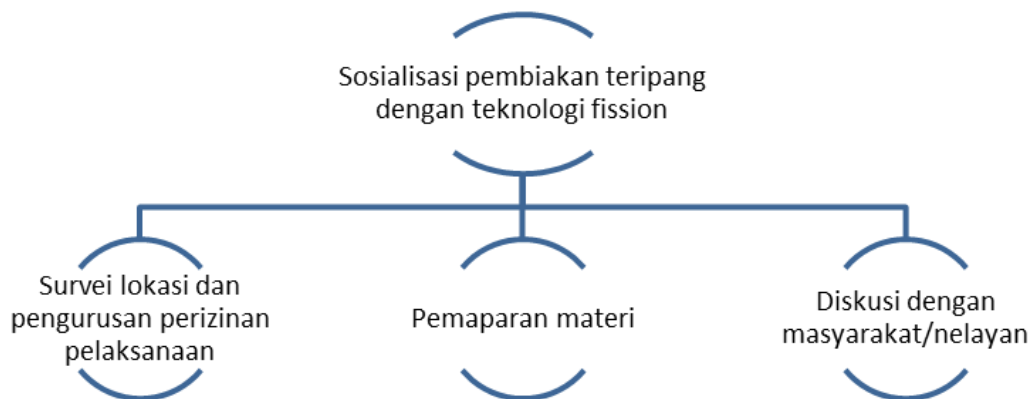 Sosialisasi pembiakan teripang
dengan teknologi fission
Survei lokasi dan
pengurusan perizinan
pelaksanaan
Pemaparan materi
Diskusi dengan
masyarakat/nelayan